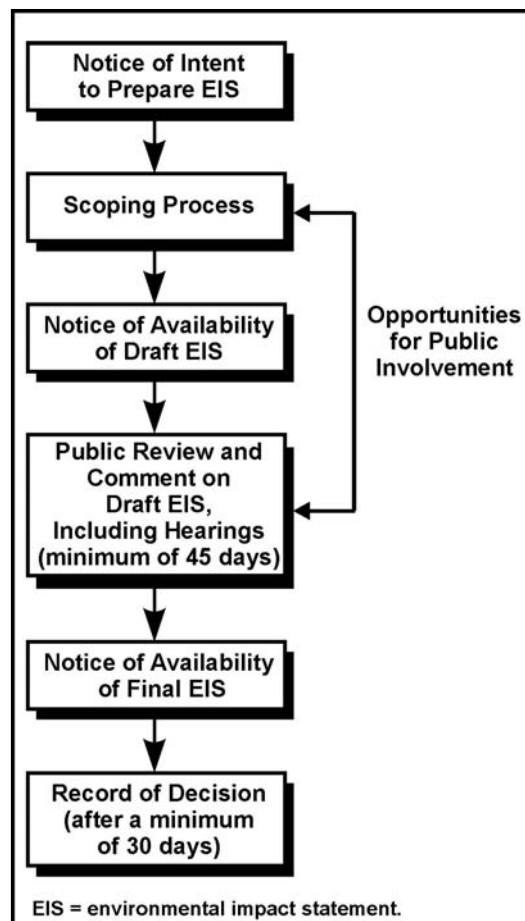 Notice of Intent
to Prepare EIS
Scoping Process
Notice of Availability
of Draft EIS
Opportunities
for Public
Involvement
Public Review and
Comment on
Draft EIS,
Including Hearings
(minimum of 45 days)
Notice of Availability
of Final EIS
Record of Decision
(after a minimum
of 30 days)
EIS = environmental impact statement.